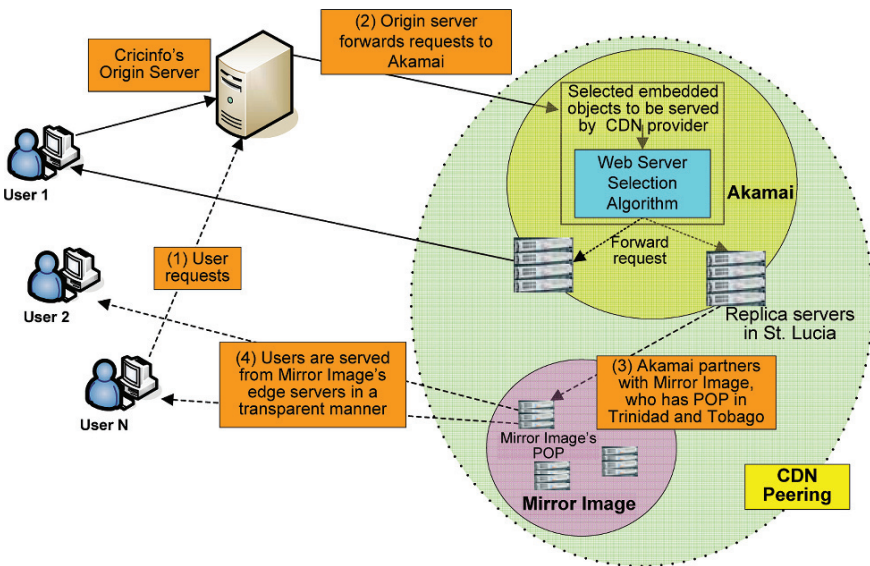 Cricinfo's
Origin Server
(2) Origin server
forwards requests to
Akamai
Selected embedded
objects to be served
by CDN provider
Web Server
Selection
Algorithm
Akamai
User 1
Forward
request
(1) User
requests
User 2
Replica servers
in St. Lucia
(4) Users are served
from Mirror Image's
edge servers in a
transparent manner
(3) Akamai partners
with Mirror Image,
who has POP in
Trinidad and Tobago
User N
Mirror Image's
POP
Mirror Image
CDN
Peering